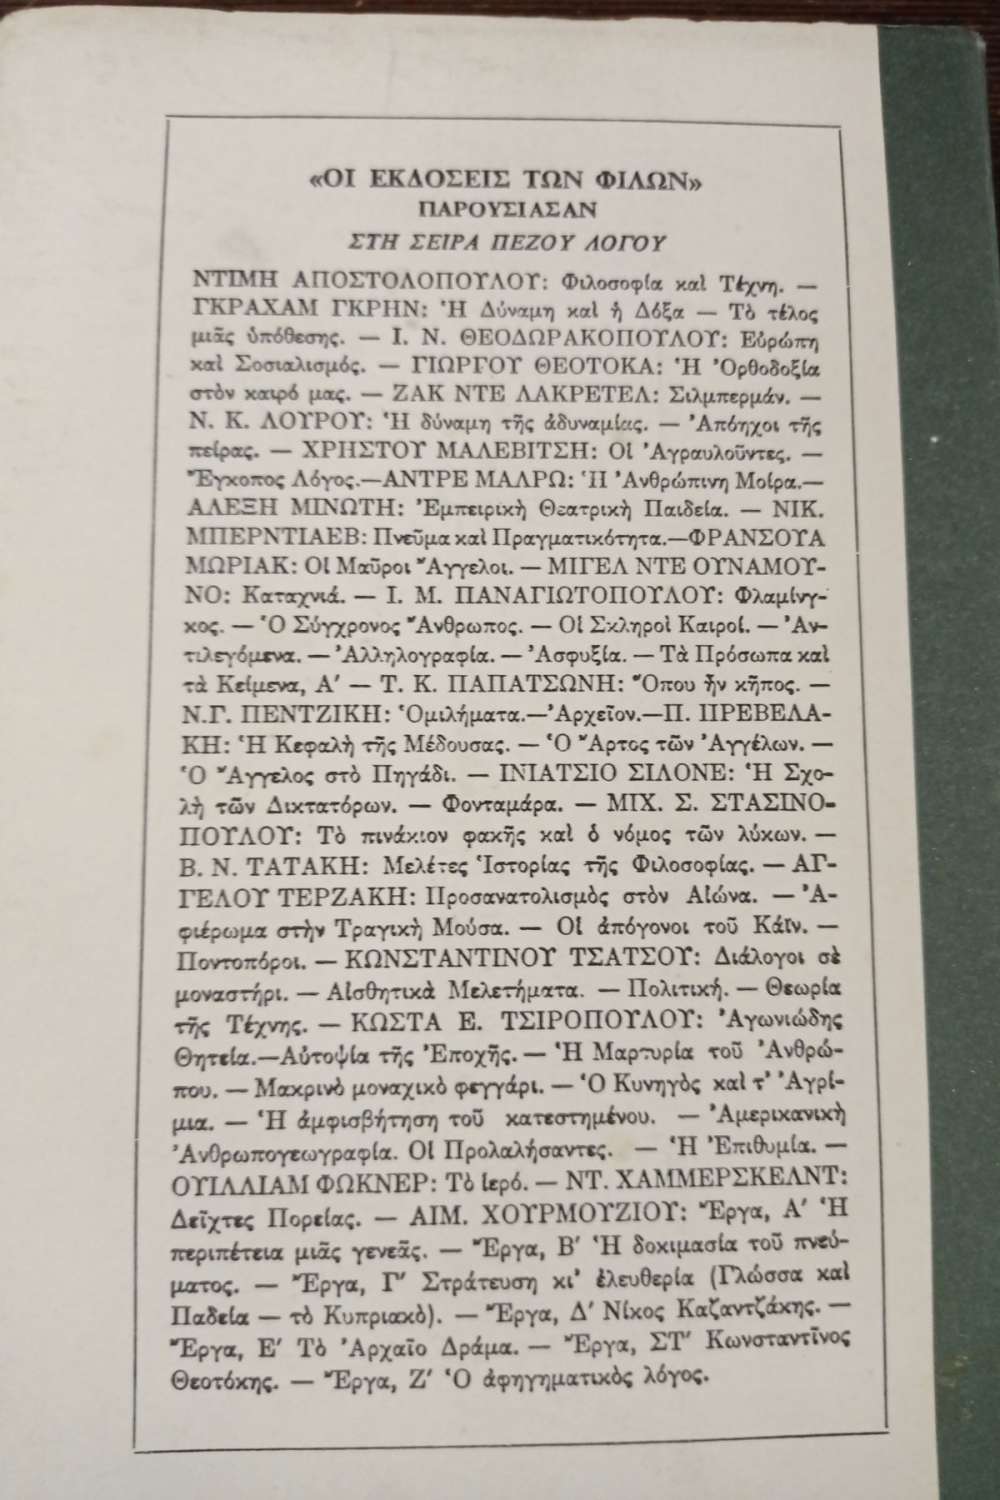 «ΟΙ ΕΚΔΟΣΕΙΣ ΤΩΝ ΦΙΛΩΝ»
ΠΑΡΟΥΣΙΑΣΑΝ
ΣΤΗ ΣΕΙΡΑ ΠΕΖΟΥ ΛΟΓΟΥ
ΝΤΙΜΗ ΑΠΟΣΤΟΛΟΠΟΥΛΟΥ: Φιλοσοφία καὶ Τέχνη. —
ΓΚΡΑΧΑΜ ΓΚΡΗΝ: Ἡ Δύναμη καὶ ἡ Δόξα — Τὸ τέλος
μιᾶς ὑπόθεσης. — Ι. Ν. ΘΕΟΔΩΡΑΚΟΠΟΥΛΟΥ: Εὐρώπη
καὶ Σοσιαλισμός. — ΓΙΩΡΓΟΥ ΘΕΟΤΟΚΑ: Ἡ Ὀρθοδοξία
στὸν καιρό μας. — ΖΑΚ ΝΤΕ ΛΑΚΡΕΤΕΛ: Σιλμπερμάν. —
Ν. Κ. ΛΟΥΡΟΥ: Ἡ δύναμη τῆς ἀδυναμίας. — Ἀπόηχοι τῆς
πείρας. — ΧΡΗΣΤΟΥ ΜΑΛΕΒΙΤΣΗ: Οἱ Ἀγραυλοῦντες. —
Ἔγκοπος Λόγος.—ΑΝΤΡΕ ΜΑΛΡΩ: Ἡ Ἀνθρώπινη Μοίρα.—
ΑΛΕΞΗ ΜΙΝΩΤΗ: Ἐμπειρικὴ Θεατρικὴ Παιδεία. — ΝΙΚ.
ΜΠΕΡΝΤΙΑΕΒ: Πνεῦμα καὶ Πραγματικότητα.—ΦΡΑΝΣΟΥΑ
ΜΩΡΙΑΚ: Οἱ Μαῦροι Ἄγγελοι. — ΜΙΓΕΛ ΝΤΕ ΟΥΝΑΜΟΥ-
ΝΟ: Καταχνιά. — Ι. Μ. ΠΑΝΑΓΙΩΤΟΠΟΥΛΟΥ: Φλαμίνγ-
κος. — Ὁ Σύγχρονος Ἄνθρωπος. — Οἱ Σκληροὶ Καιροί. — Ἀν-
τιλεγόμενα. — Ἀλληλογραφία. — Ἀσφυξία. — Τὰ Πρόσωπα καὶ
τὰ Κείμενα, Α΄ — Τ. Κ. ΠΑΠΑΤΣΩΝΗ: Ὅπου ἦν κῆπος. —
Ν.Γ. ΠΕΝΤΖΙΚΗ: Ὁμιλήματα.—Ἀρχεῖον.—Π. ΠΡΕΒΕΛΑ-
ΚΗ: Ἡ Κεφαλὴ τῆς Μέδουσας. — Ὁ Ἄρτος τῶν Ἀγγέλων. —
Ὁ Ἄγγελος στὸ Πηγάδι. — ΙΝΙΑΤΣΙΟ ΣΙΛΟΝΕ: Ἡ Σχο-
λὴ τῶν Δικτατόρων. — Φονταμάρα. — ΜΙΧ. Σ. ΣΤΑΣΙΝΟ-
ΠΟΥΛΟΥ: Τὸ πινάκιον φακῆς καὶ ὁ νόμος τῶν λύκων. —
Β. Ν. ΤΑΤΑΚΗ: Μελέτες Ἱστορίας τῆς Φιλοσοφίας. — ΑΓ-
ΓΕΛΟΥ ΤΕΡΖΑΚΗ: Προσανατολισμὸς στὸν Αἰώνα. — Ἀ-
φιέρωμα στὴν Τραγικὴ Μούσα. — Οἱ ἀπόγονοι τοῦ Κάϊν. —
Ποντοπόροι. — ΚΩΝΣΤΑΝΤΙΝΟΥ ΤΣΑΤΣΟΥ: Διάλογοι σὲ
μοναστήρι. — Αἰσθητικὰ Μελετήματα. — Πολιτική. — Θεωρία
τῆς Τέχνης. — ΚΩΣΤΑ Ε. ΤΣΙΡΟΠΟΥΛΟΥ: Ἀγωνιώδης
Θητεία.—Αὐτοψία τῆς Ἐποχῆς. — Ἡ Μαρτυρία τοῦ Ἀνθρώ-
που. — Μακρινὸ μοναχικὸ φεγγάρι. — Ὁ Κυνηγὸς καὶ τ' Ἀγρί-
μια. — Ἡ ἀμφισβήτηση τοῦ κατεστημένου. — Ἀμερικανικὴ
Ἀνθρωπογεωγραφία. Οἱ Προλαλήσαντες. — Ἡ Ἐπιθυμία. —
ΟΥΙΛΛΙΑΜ ΦΩΚΝΕΡ: Τὸ ἱερό. — ΝΤ. ΧΑΜΜΕΡΣΚΕΛΝΤ:
Δεῖχτες Πορείας. — ΑΙΜ. ΧΟΥΡΜΟΥΖΙΟΥ: Ἔργα, Α΄ Ἡ
περιπέτεια μιᾶς γενεᾶς. — Ἔργα, Β΄ Ἡ δοκιμασία τοῦ πνεύ-
ματος. — Ἔργα, Γ΄ Στράτευση κι' ἐλευθερία (Γλώσσα καὶ
Παδεία — τὸ Κυπριακὸ). — Ἔργα, Δ΄ Νίκος Καζαντζάκης. —
Ἔργα, Ε΄ Τὸ Ἀρχαῖο Δράμα. — Ἔργα, ΣΤ΄ Κωνσταντῖνος
Θεοτόκης. — Ἔργα, Ζ΄ Ὁ ἀφηγηματικὸς λόγος.